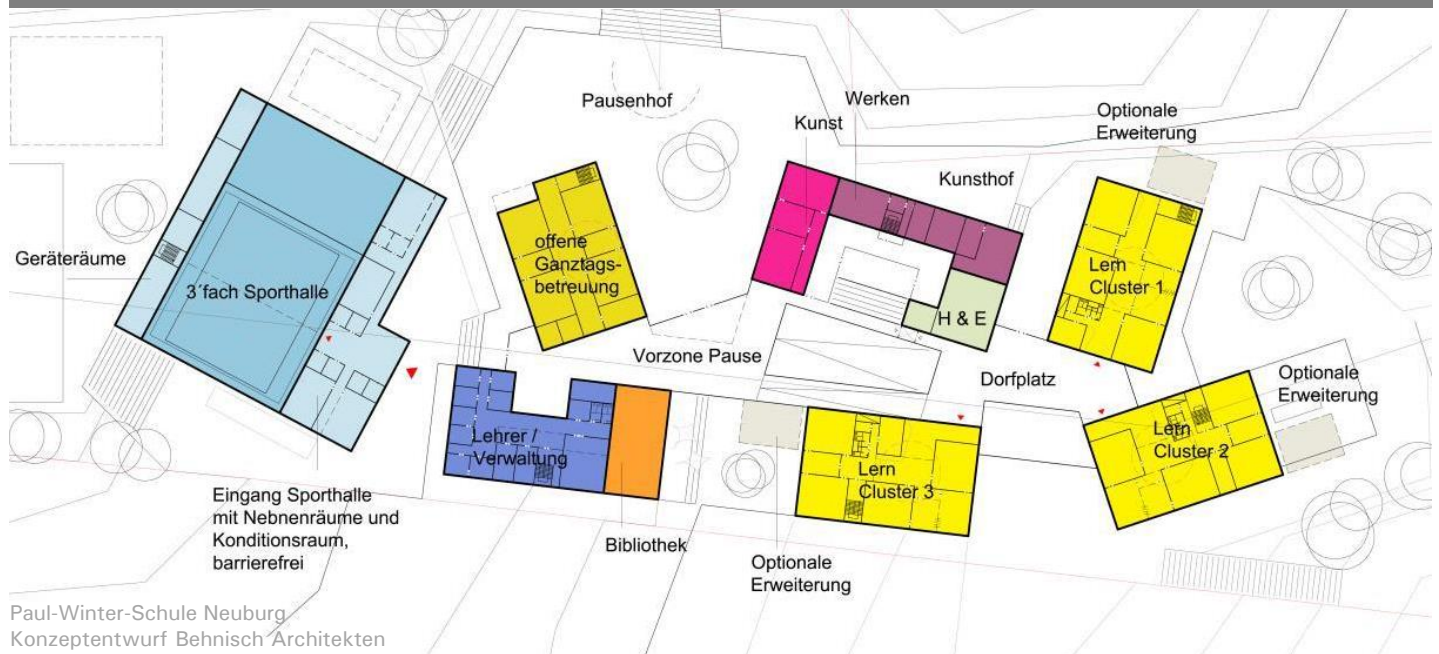 Pausenhof
Werken
Kunst
Optionale
Erweiterung
Kunsthof
Geräteräume
3´fach Sporthalle
offene
Ganztags-
betreuung
Lern
Cluster 1
H & E
Vorzone Pause
Dorfplatz
Optionale
Erweiterung
Lehrer /
Verwaltung
Lern
Cluster 3
Lern
Cluster 2
Eingang Sporthalle
mit Nebnenräume und
Konditionsraum,
barrierefrei
Bibliothek
Optionale
Erweiterung
Paul-Winter-Schule Neuburg
Konzeptentwurf Behnisch Architekten